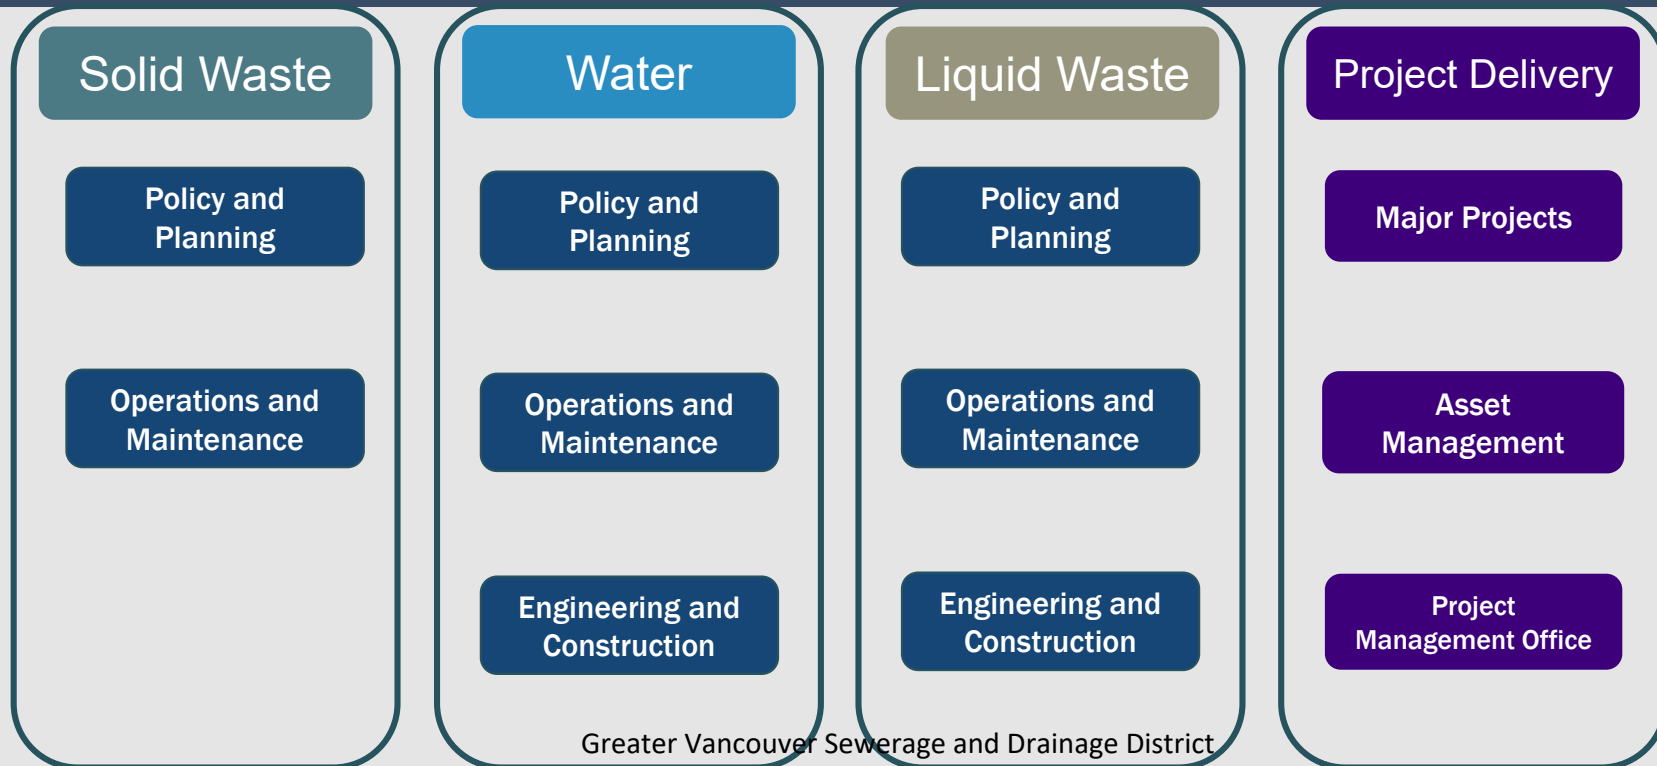 Solid Waste
Policy and
Planning
Operations and
Maintenance
Water
Policy and
Planning
Operations and
Maintenance
Engineering and
Construction
Liquid Waste
Policy and
Planning
Operations and
Maintenance
Engineering and
Construction
Project Delivery
Major Projects
Asset
Management
Project
Management Office
Greater Vancouver Sewerage and Drainage District